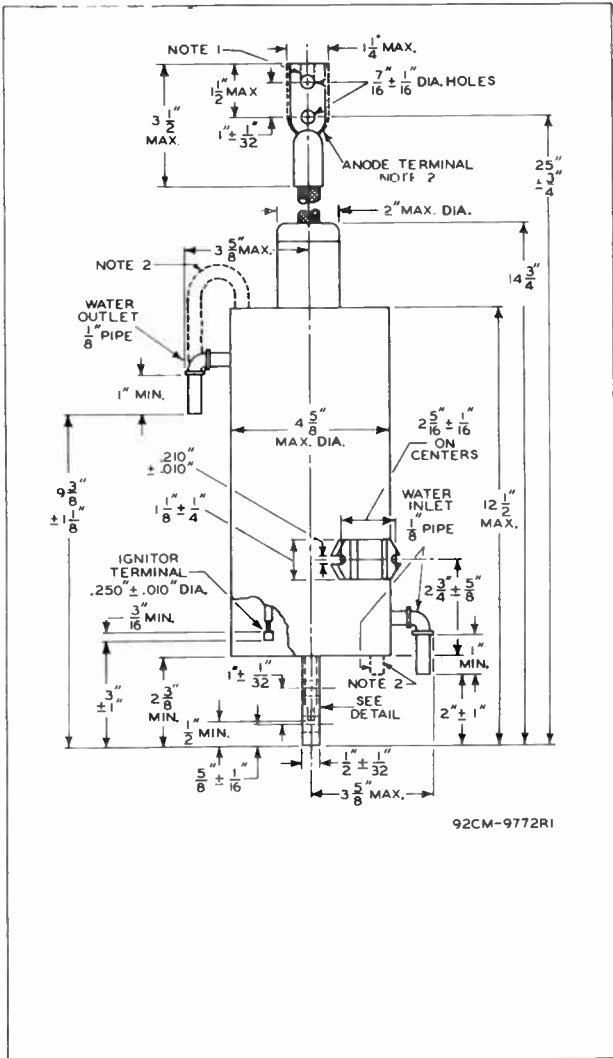 NOTE 1
1 1/4" MAX.
7/16" ± 1/16" DIA. HOLES
1 1/2" MAX
3 1/2" MAX.
1" ± 1/32"
ANODE TERMINAL
NOTE 2
25" ± 3/4"
2" MAX. DIA.
3 5/8" MAX.
NOTE 2
14 3/4"
WATER
OUTLET
1/8" PIPE
1" MIN.
4 5/8"
MAX. DIA.
2 5/16" ± 1/16"
ON
CENTERS
.210"
± .010"
9 3/8"
± 1 1/8"
1 1/8" ± 1/4"
WATER
INLET
1/8" PIPE
12 1/2"
MAX.
IGNITOR
TERMINAL
.250" ± .010" DIA.
3/16" MIN.
2 3/4" ± 5/8"
1"
MIN.
3"
± 1"
2 3/8"
MIN.
1" ± 1/32"
NOTE 2
SEE
DETAIL
2" ± 1"
1/2" MIN.
5/8" ± 1/16"
1/2" ± 1/32"
3 5/8" MAX.
92CM-9772R1